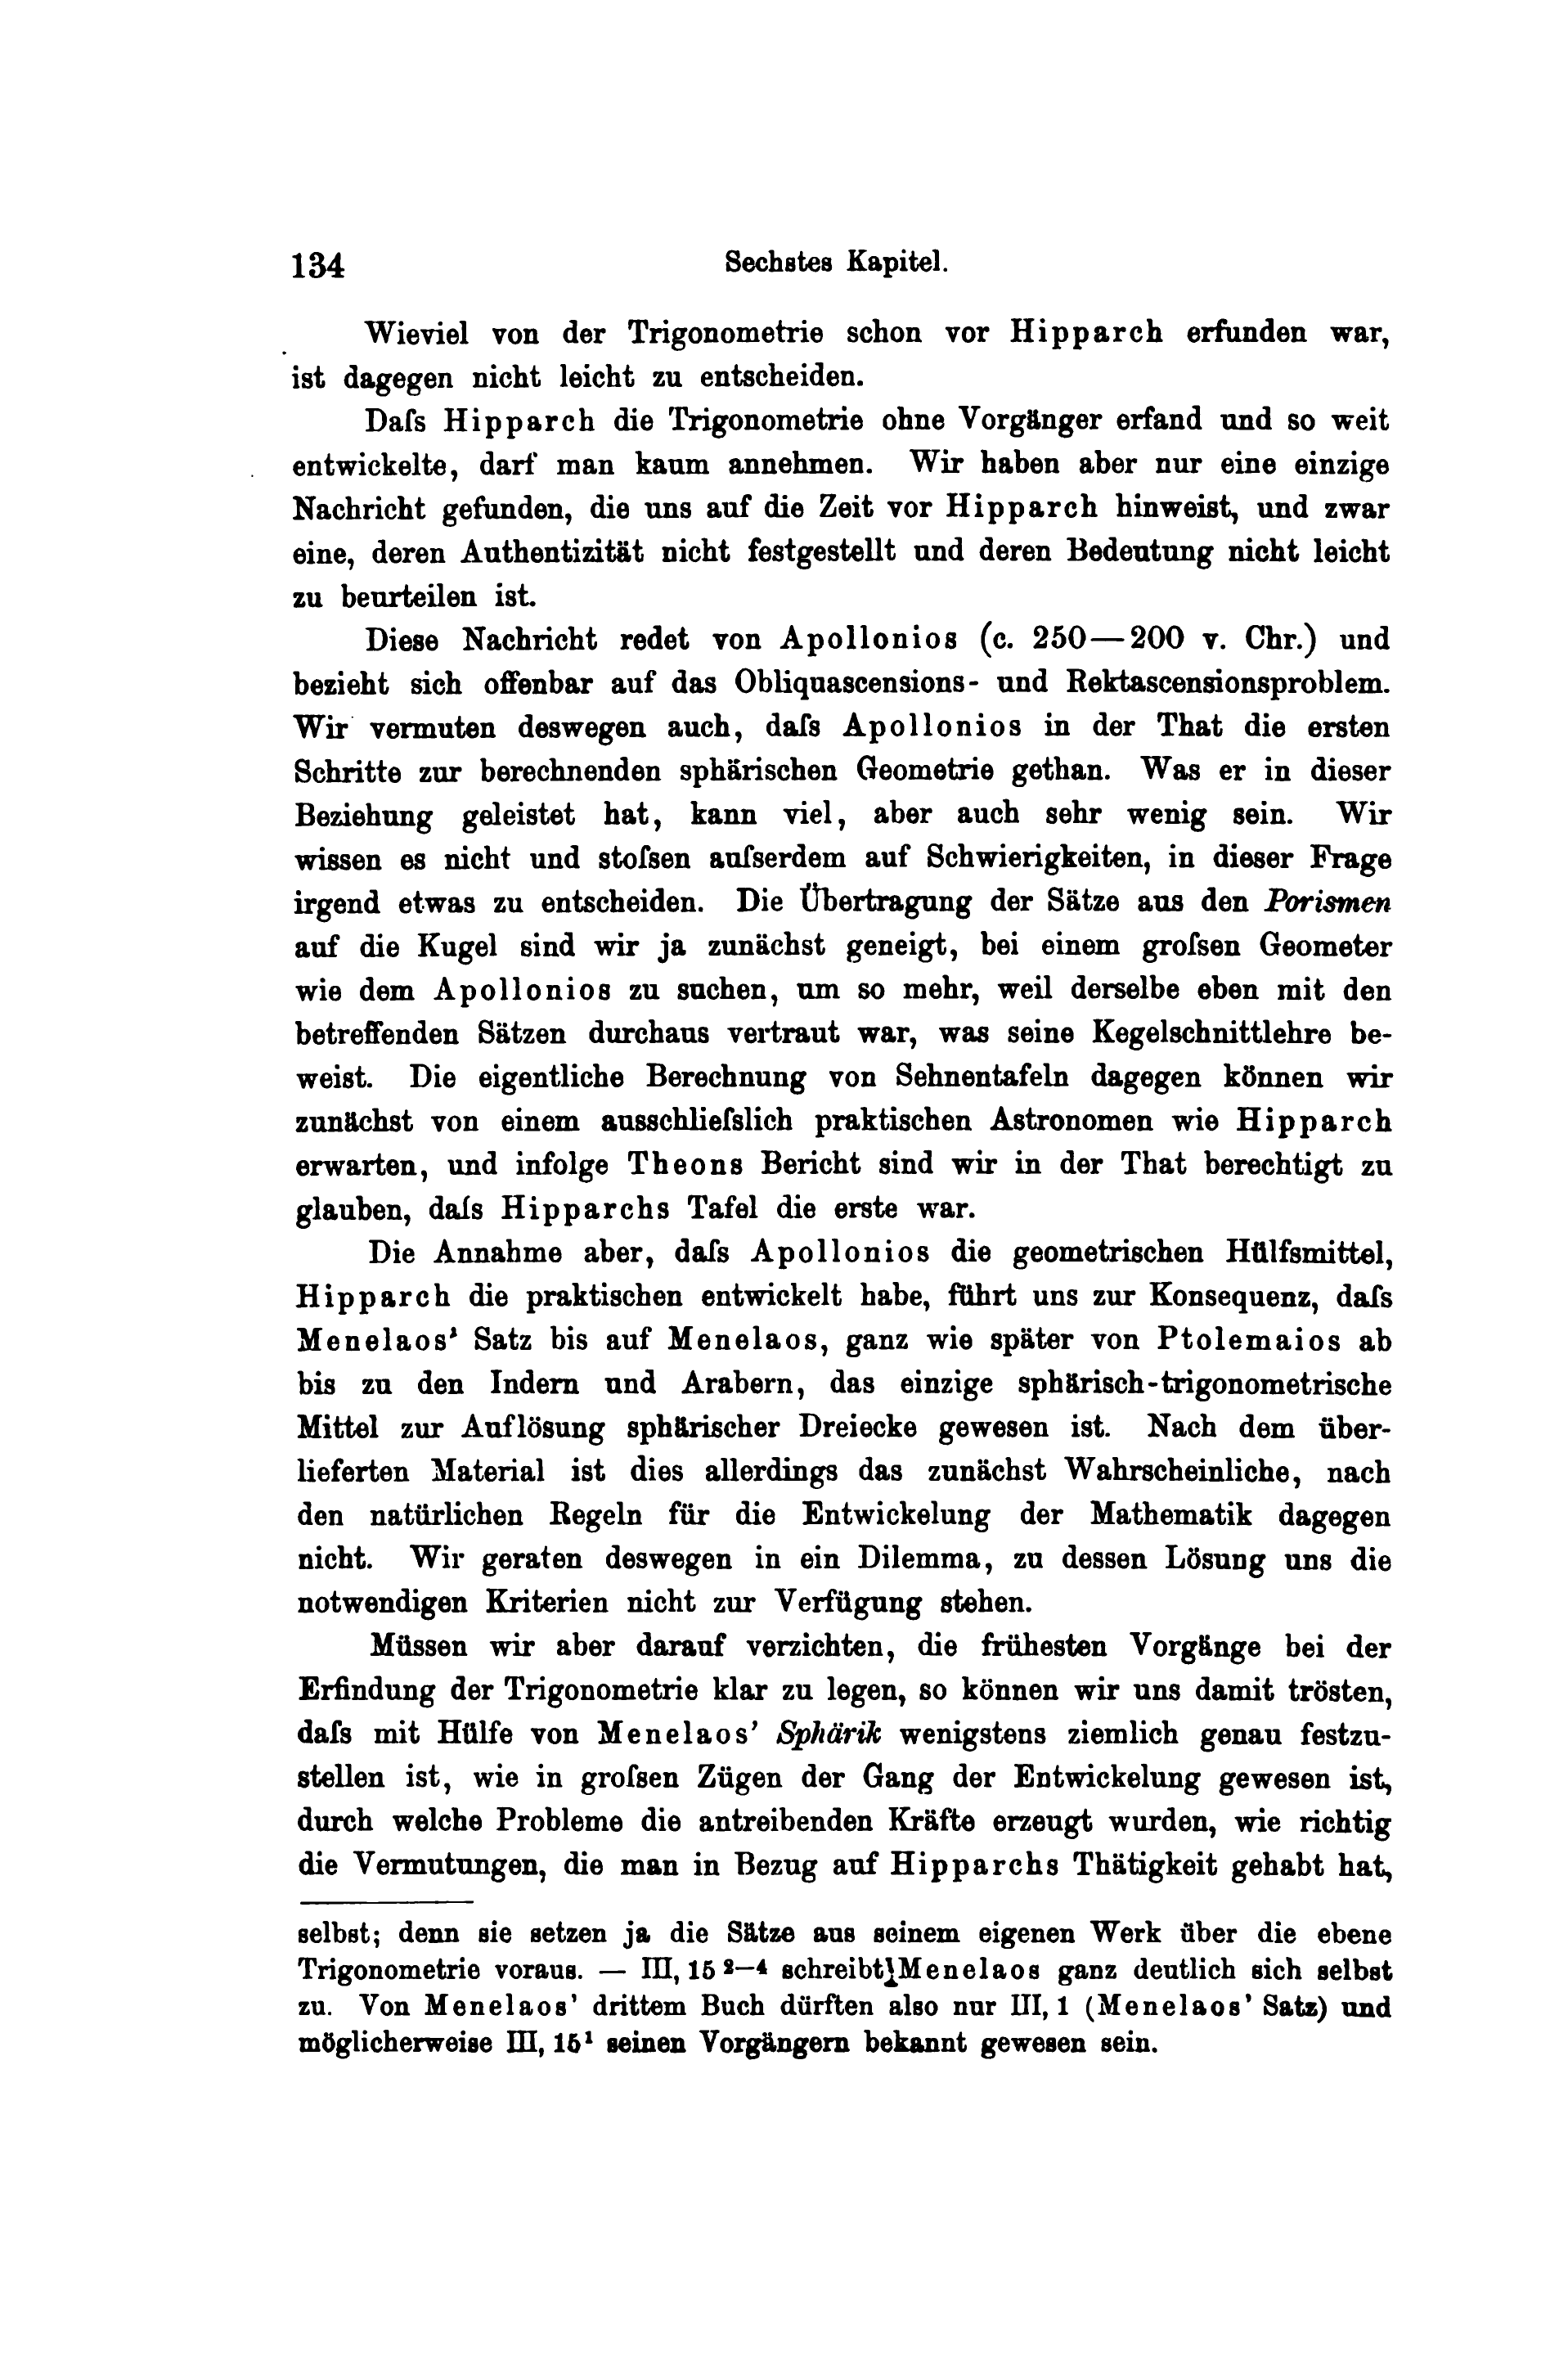 134 Sechstes Kapitel.
Wieviel von der Trigonometrie schon vor Hipparch erfunden war,
ist dagegen nicht leicht zu entscheiden.
Daſs Hipparch die Trigonometrie ohne Vorgänger erfand und so weit
entwickelte, darf man kaum annehmen. Wir haben aber nur eine einzige
Nachricht gefunden, die uns auf die Zeit vor Hipparch hinweist, und zwar
eine, deren Authentizität nicht festgestellt und deren Bedeutung nicht leicht
zu beurteilen ist.
Diese Nachricht redet von Apollonios (c. 250—200 v. Chr.) und
bezieht sich offenbar auf das Obliquascensions- und Rektascensionsproblem.
Wir vermuten deswegen auch, daſs Apollonios in der That die ersten
Schritte zur berechnenden sphärischen Geometrie gethan. Was er in dieser
Beziehung geleistet hat, kann viel, aber auch sehr wenig sein. Wir
wissen es nicht und stoſsen auſserdem auf Schwierigkeiten, in dieser Frage
irgend etwas zu entscheiden. Die Übertragung der Sätze aus den Porismen
auf die Kugel sind wir ja zunächst geneigt, bei einem groſsen Geometer
wie dem Apollonios zu suchen, um so mehr, weil derselbe eben mit den
betreffenden Sätzen durchaus vertraut war, was seine Kegelschnittlehre be-
weist. Die eigentliche Berechnung von Sehnentafeln dagegen können wir
zunächst von einem ausschlieſslich praktischen Astronomen wie Hipparch
erwarten, und infolge Theons Bericht sind wir in der That berechtigt zu
glauben, daſs Hipparchs Tafel die erste war.
Die Annahme aber, daſs Apollonios die geometrischen Hülfsmittel,
Hipparch die praktischen entwickelt habe, führt uns zur Konsequenz, daſs
Menelaos' Satz bis auf Menelaos, ganz wie später von Ptolemaios ab
bis zu den Indern und Arabern, das einzige sphärisch-trigonometrische
Mittel zur Auflösung sphärischer Dreiecke gewesen ist. Nach dem über-
lieferten Material ist dies allerdings das zunächst Wahrscheinliche, nach
den natürlichen Regeln für die Entwickelung der Mathematik dagegen
nicht. Wir geraten deswegen in ein Dilemma, zu dessen Lösung uns die
notwendigen Kriterien nicht zur Verfügung stehen.
Müssen wir aber darauf verzichten, die frühesten Vorgänge bei der
Erfindung der Trigonometrie klar zu legen, so können wir uns damit trösten,
daſs mit Hülfe von Menelaos' Sphärik wenigstens ziemlich genau festzu-
stellen ist, wie in groſsen Zügen der Gang der Entwickelung gewesen ist,
durch welche Probleme die antreibenden Kräfte erzeugt wurden, wie richtig
die Vermutungen, die man in Bezug auf Hipparchs Thätigkeit gehabt hat,
selbst; denn sie setzen ja die Sätze aus seinem eigenen Werk über die ebene
Trigonometrie voraus. — III, 15 ²⁻⁴ schreibt Menelaos ganz deutlich sich selbst
zu. Von Menelaos' drittem Buch dürften also nur III, 1 (Menelaos' Satz) und
möglicherweise III, 15¹ seinen Vorgängern bekannt gewesen sein.